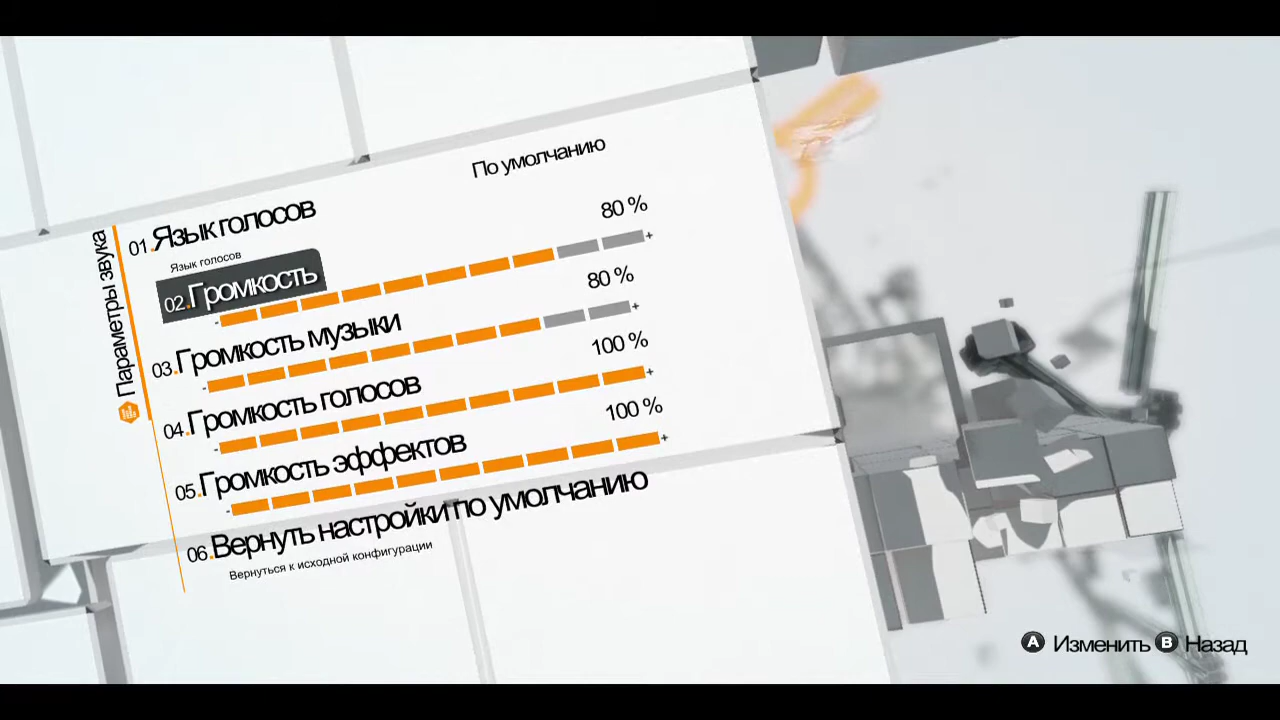 Параметры звука
По умолчанию
01.Язык голосов
Язык голосов
80 %
02.Громкость
- +
80 %
03.Громкость музыки
- +
100 %
04.Громкость голосов
- +
100 %
05.Громкость эффектов
- +
06.Вернуть настройки по умолчанию
Вернуться к исходной конфигурации
A Изменить B Назад